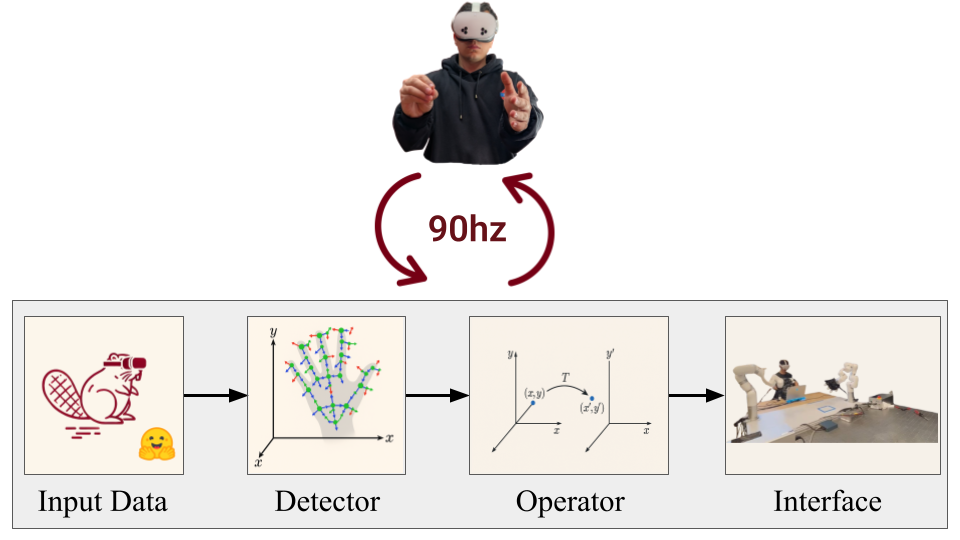 90hz
y
x
x
y
(x,y)
z
T
y'
(x',y')
x
Input Data
Detector
Operator
Interface